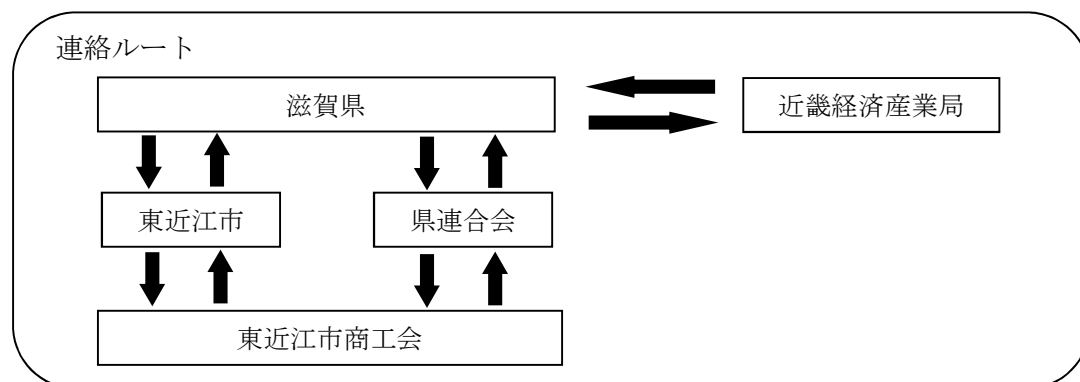 連絡ルート
滋賀県
近畿経済産業局
東近江市
県連合会
東近江市商工会